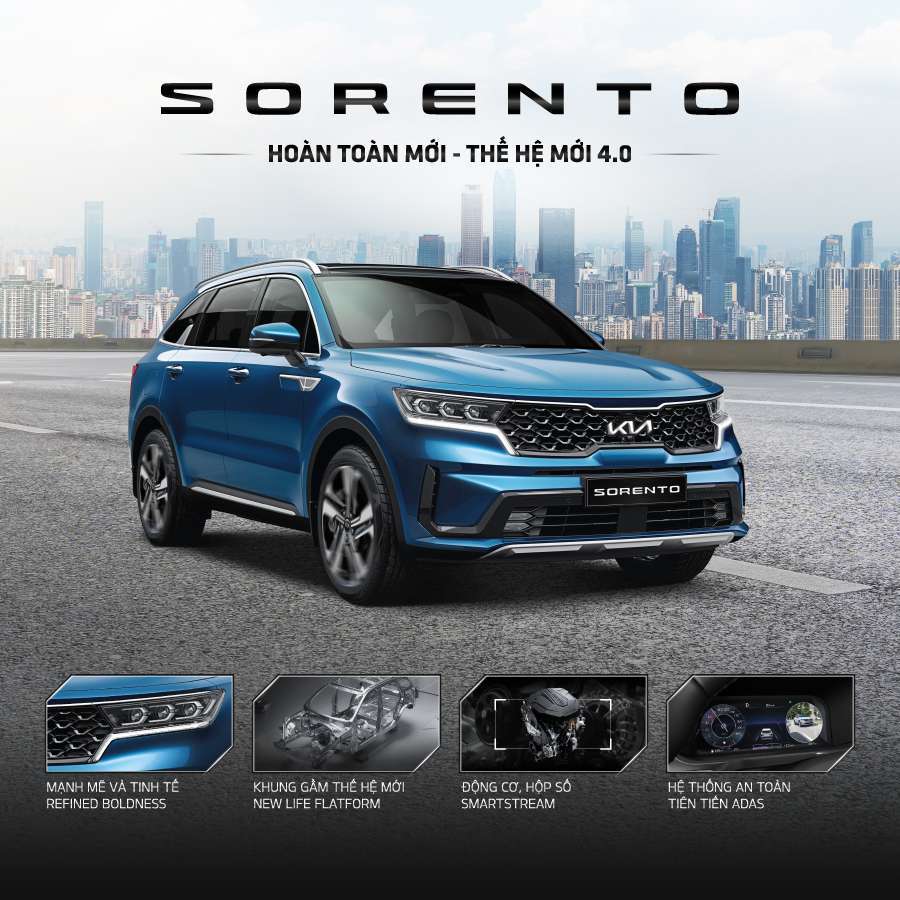 SORENTO
HOÀN TOÀN MỚI - THẾ HỆ MỚI 4.0
KIA
SORENTO
MẠNH MẼ VÀ TINH TẾ
REFINED BOLDNESS
KHUNG GẦM THẾ HỆ MỚI
NEW LIFE FLATFORM
ĐỘNG CƠ, HỘP SỐ
SMARTSTREAM
HỆ THỐNG AN TOÀN
TIÊN TIẾN ADAS